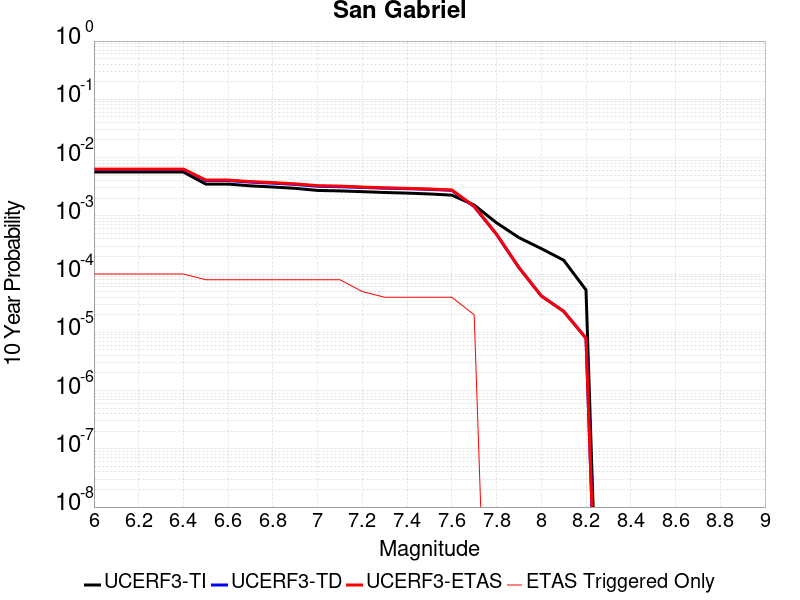 San Gabriel
10 0
10 -1
10 -2
10 -3
10 -4
10 -5
10 -6
10 -7
10 -8
10 Year Probability
6 6.2 6.4 6.6 6.8 7 7.2 7.4 7.6 7.8 8 8.2 8.4 8.6 8.8 9
Magnitude
UCERF3-TI UCERF3-TD UCERF3-ETAS ETAS Triggered Only